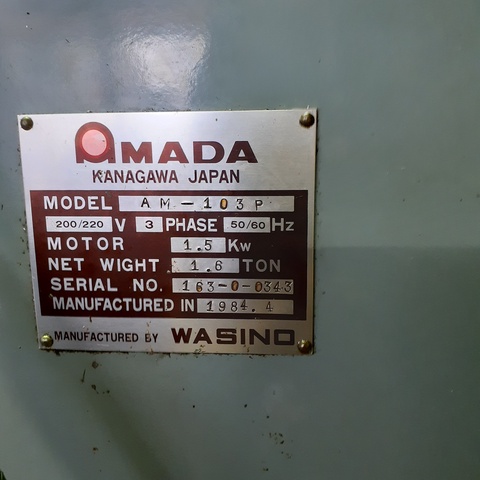 AMADA
KANAGAWA JAPAN
MODEL AM-103P
200/220 V 3 PHASE 50/60 Hz
MOTOR 1.5 Kw
NET WIGHT 1.6 TON
SERIAL NO. 163-0-0343
MANUFACTURED IN 1984.4
MANUFACTURED BY WASINO